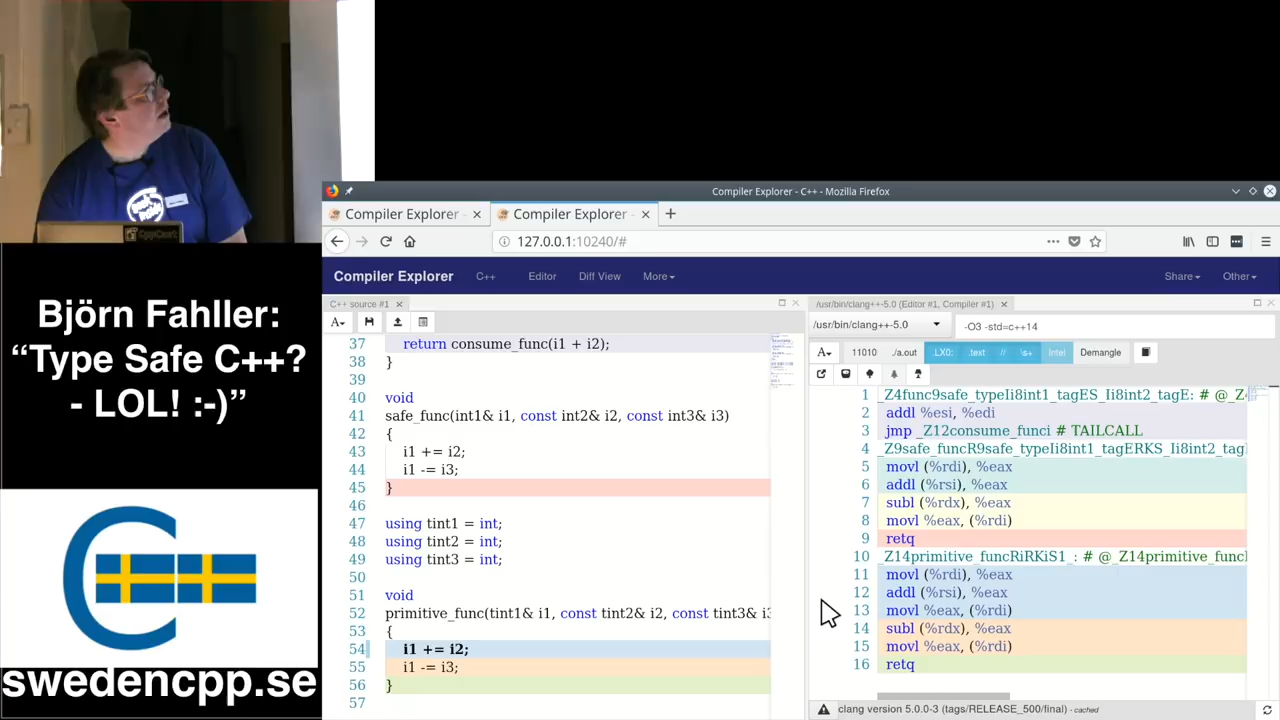 Björn Fahller:
“Type Safe C++?
- LOL! :-)”
swedencpp.se
CppCast
Compiler Explorer - C++ - Mozilla Firefox
Compiler Explorer -
Compiler Explorer -
127.0.0.1:10240/#
Compiler Explorer
C++
Editor
Diff View
More
Share
Other
C++ source #1
37 return consume_func(i1 + i2);
38 }
39
40 void
41 safe_func(int1& i1, const int2& i2, const int3& i3)
42 {
43 i1 += i2;
44 i1 -= i3;
45 }
46
47 using tint1 = int;
48 using tint2 = int;
49 using tint3 = int;
50
51 void
52 primitive_func(tint1& i1, const tint2& i2, const tint3& i3
53 {
54 i1 += i2;
55 i1 -= i3;
56 }
57
/usr/bin/clang++-5.0 (Editor #1, Compiler #1)
/usr/bin/clang++-5.0
-O3 -std=c++14
A
11010
./a.out
.LX0:
.text
//
\s+
Intel
Demangle
1 _Z4func9safe_typeIi8int1_tagES_Ii8int2_tagE: # @_Z4
2 addl %esi, %edi
3 jmp _Z12consume_funci # TAILCALL
4 _Z9safe_funcR9safe_typeIi8int1_tagERKS_Ii8int2_tag
5 movl (%rdi), %eax
6 addl (%rsi), %eax
7 subl (%rdx), %eax
8 movl %eax, (%rdi)
9 retq
10 _Z14primitive_funcRiRKiS1_: # @_Z14primitive_func
11 movl (%rdi), %eax
12 addl (%rsi), %eax
13 movl %eax, (%rdi)
14 subl (%rdx), %eax
15 movl %eax, (%rdi)
16 retq
clang version 5.0.0-3 (tags/RELEASE_500/final) - cached